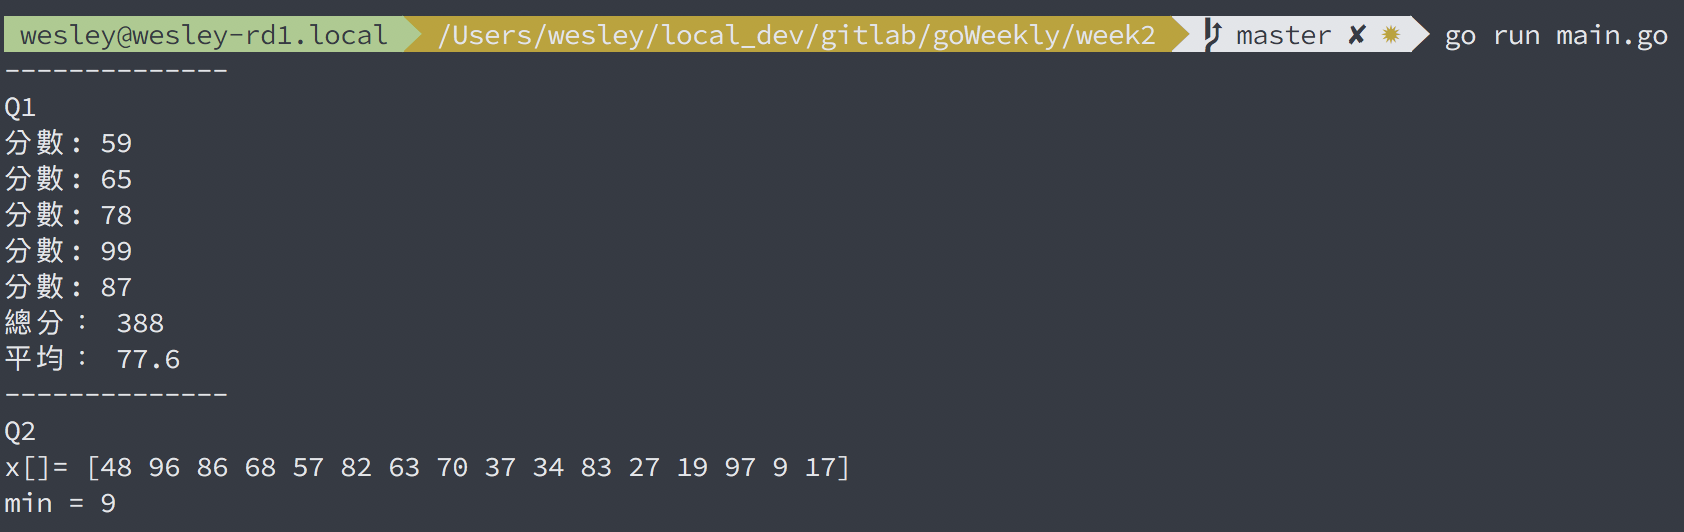 wesley@wesley-rd1.local /Users/wesley/local_dev/gitlab/goWeekly/week2 master ✘ ✹ go run main.go
--------------
Q1
分數: 59
分數: 65
分數: 78
分數: 99
分數: 87
總分： 388
平均： 77.6
--------------
Q2
x[]= [48 96 86 68 57 82 63 70 37 34 83 27 19 97 9 17]
min = 9